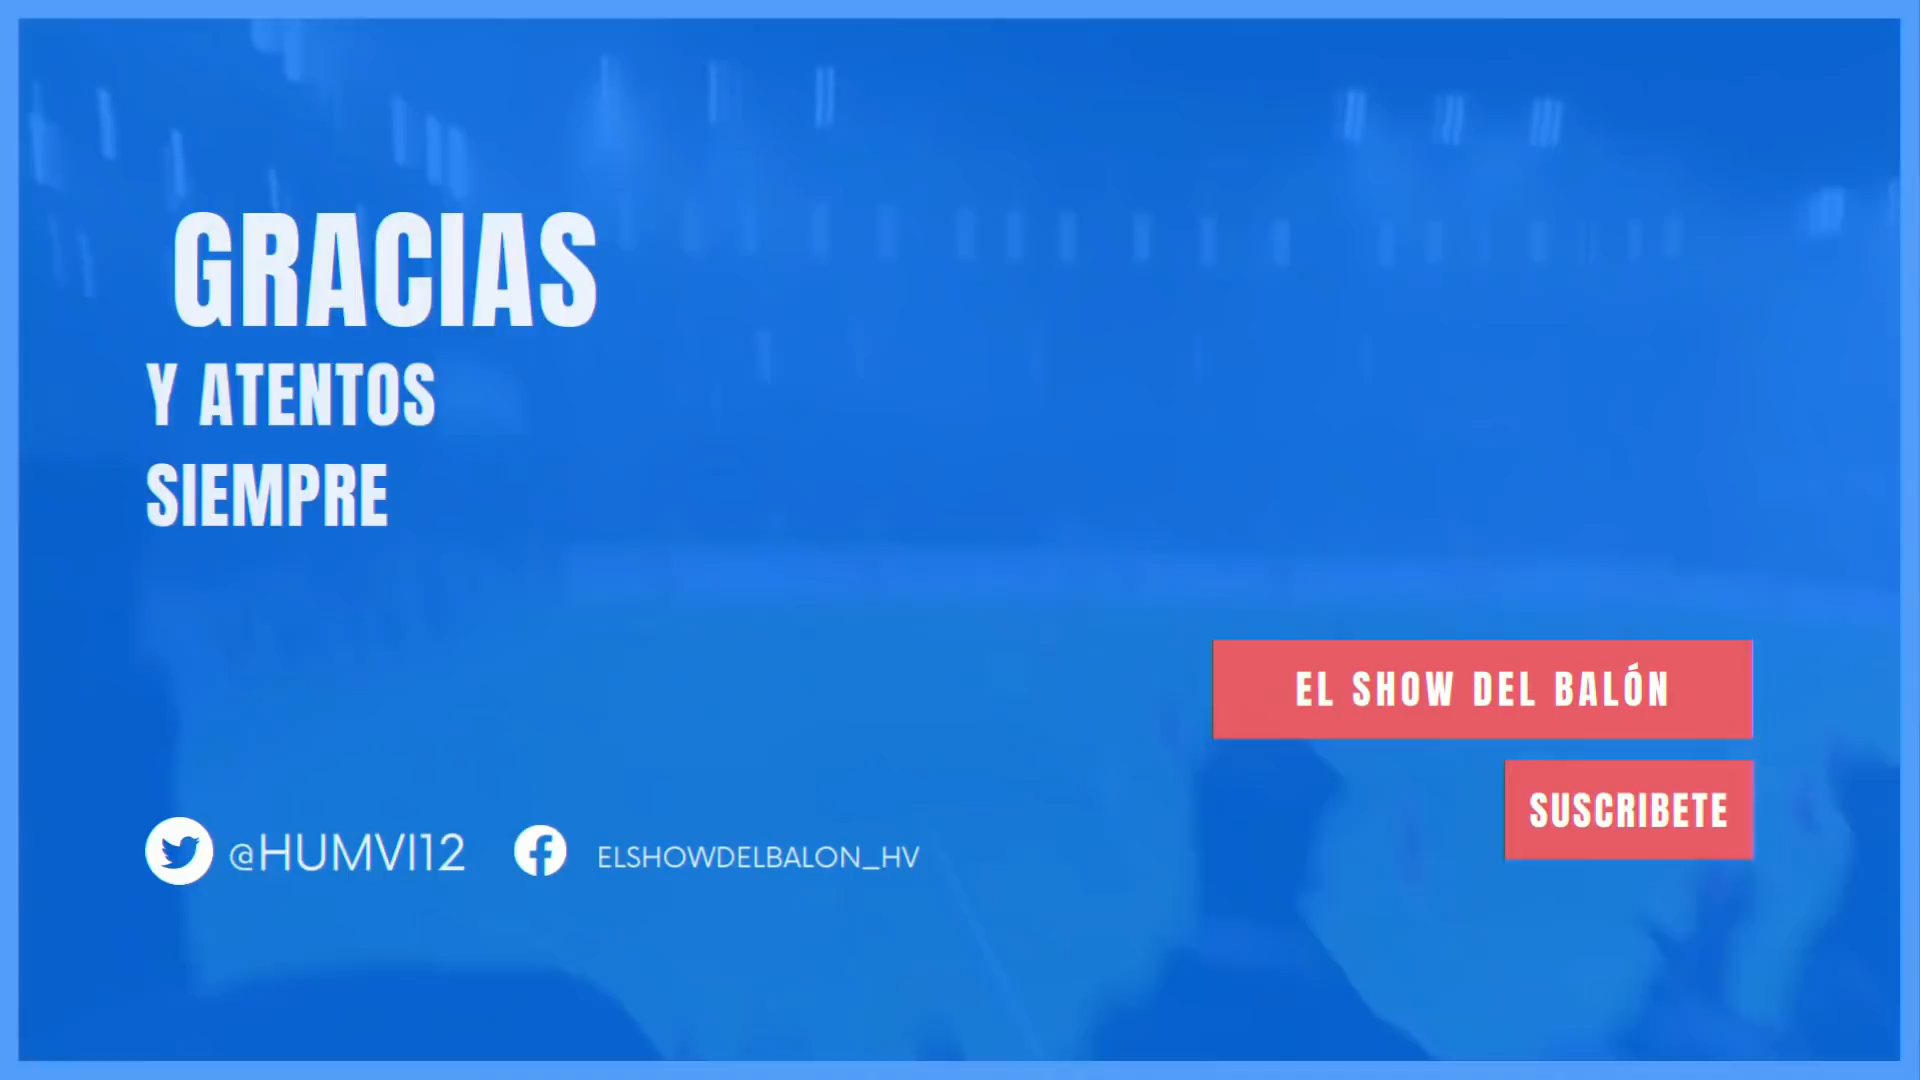 GRACIAS
Y ATENTOS
SIEMPRE
EL SHOW DEL BALÓN
SUSCRIBETE
@HUMVI12
ELSHOWDELBALON_HV